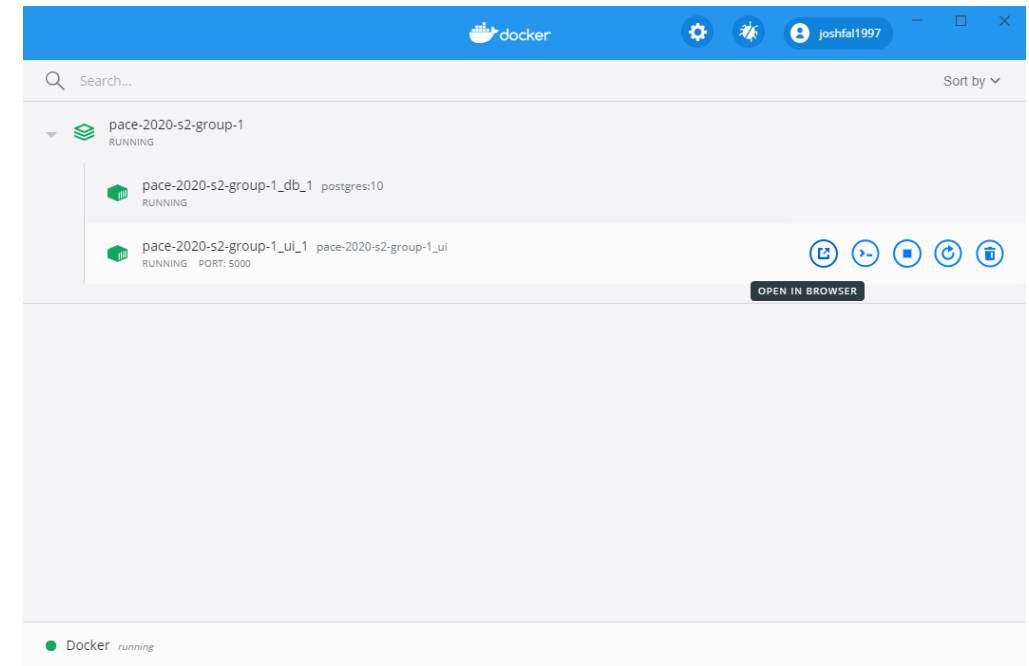 docker
joshfal1997
Search...
Sort by
pace-2020-s2-group-1
RUNNING
pace-2020-s2-group-1_db_1 postgres:10
RUNNING
pace-2020-s2-group-1_ui_1 pace-2020-s2-group-1_ui
RUNNING PORT: 5000
OPEN IN BROWSER
Docker running